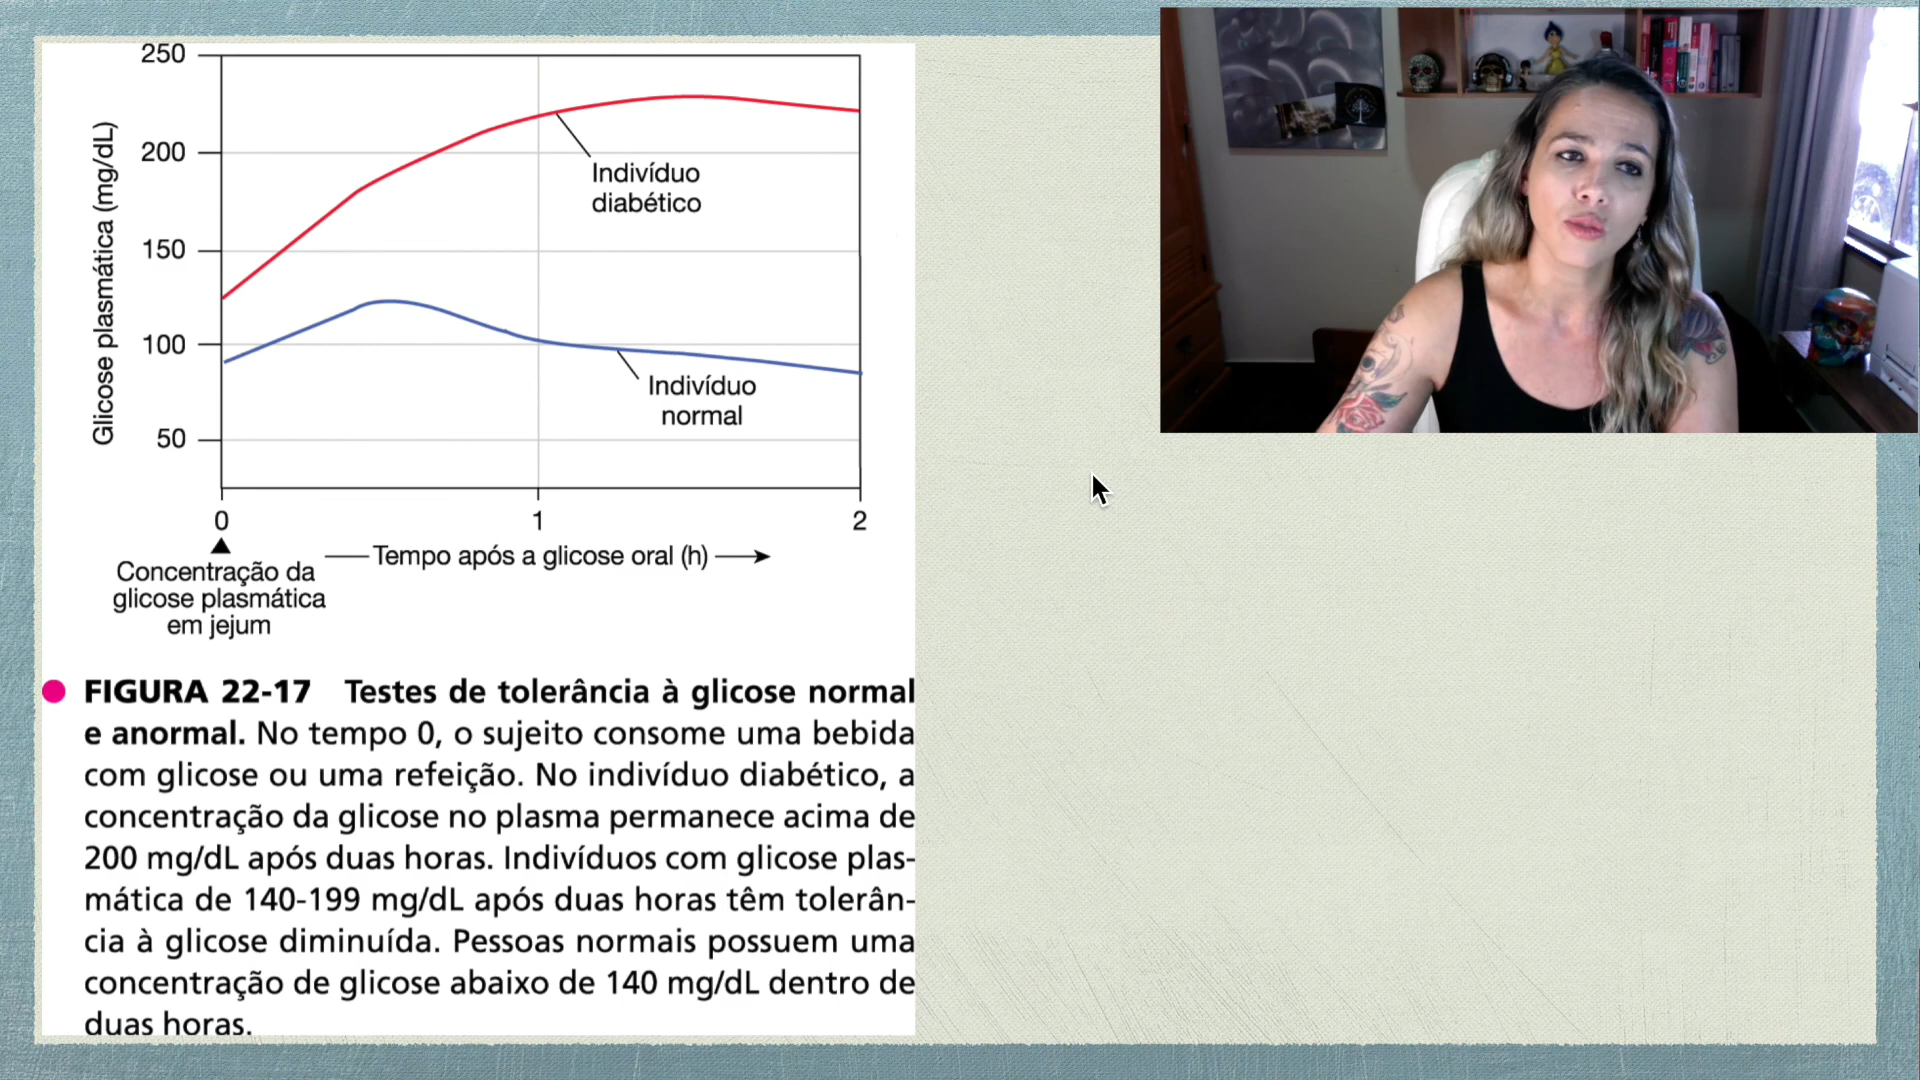 250
200
150
100
50
Glicose plasmática (mg/dL)
Indivíduo
diabético
Indivíduo
normal
0
1
2
Tempo após a glicose oral (h)
Concentração da
glicose plasmática
em jejum
FIGURA 22-17 Testes de tolerância à glicose normal
e anormal. No tempo 0, o sujeito consome uma bebida
com glicose ou uma refeição. No indivíduo diabético, a
concentração da glicose no plasma permanece acima de
200 mg/dL após duas horas. Indivíduos com glicose plas-
mática de 140-199 mg/dL após duas horas têm tolerân-
cia à glicose diminuída. Pessoas normais possuem uma
concentração de glicose abaixo de 140 mg/dL dentro de
duas horas.